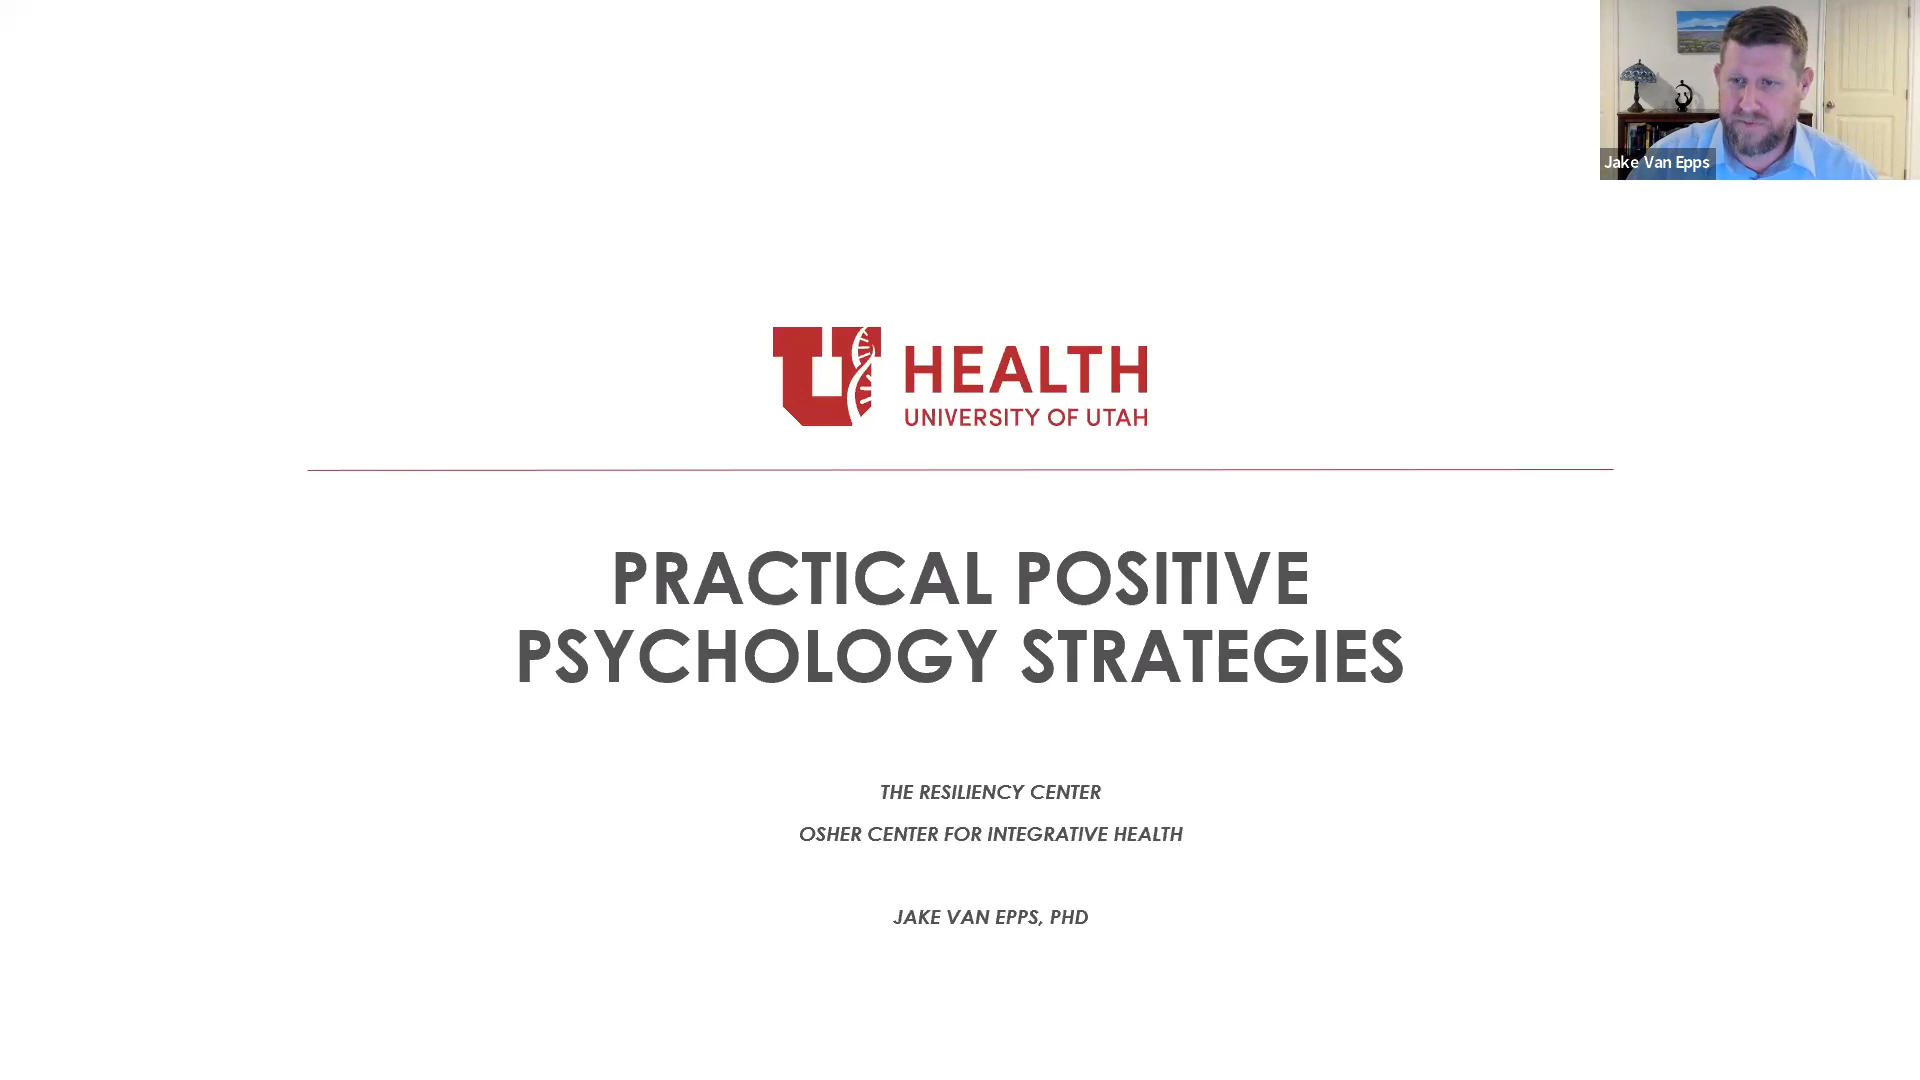 Jake Van Epps
HEALTH
UNIVERSITY OF UTAH
PRACTICAL POSITIVE
PSYCHOLOGY STRATEGIES
THE RESILIENCY CENTER
OSHER CENTER FOR INTEGRATIVE HEALTH
JAKE VAN EPPS, PHD